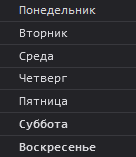 Понедельник
Вторник
Среда
Четверг
Пятница
Суббота
Воскресенье